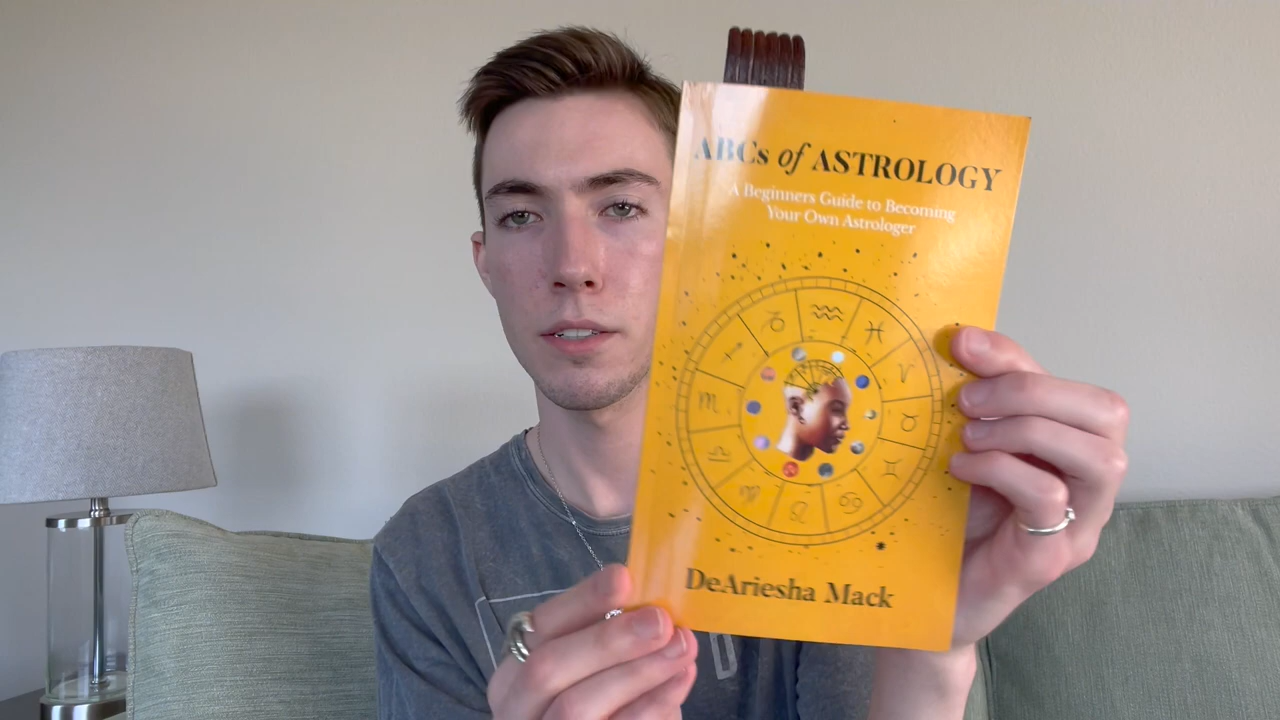 ABCs of ASTROLOGY
A Beginners Guide to Becoming
Your Own Astrologer
DeAriesha Mack